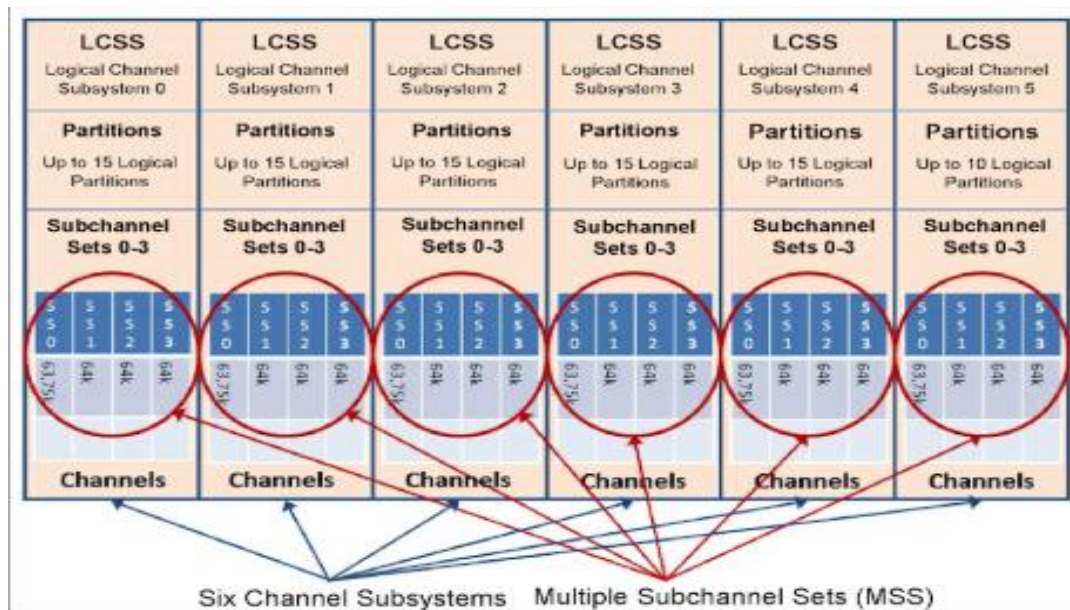 LCSS
Logical Channel
Subsystem 0
Partitions
Up to 15 Logical
Partitions
Subchannel
Sets 0-3
SS0
SS1
SS2
SS3
63,75k
64k
64k
64k
Channels
LCSS
Logical Channel
Subsystem 1
Partitions
Up to 15 Logical
Partitions
Subchannel
Sets 0-3
SS0
SS1
SS2
SS3
63,75k
64k
64k
64k
Channels
LCSS
Logical Channel
Subsystem 2
Partitions
Up to 15 Logical
Partitions
Subchannel
Sets 0-3
SS0
SS1
SS2
SS3
63,75k
64k
64k
64k
Channels
LCSS
Logical Channel
Subsystem 3
Partitions
Up to 15 Logical
Partitions
Subchannel
Sets 0-3
SS0
SS1
SS2
SS3
63,75k
64k
64k
64k
Channels
LCSS
Logical Channel
Subsystem 4
Partitions
Up to 15 Logical
Partitions
Subchannel
Sets 0-3
SS0
SS1
SS2
SS3
63,75k
64k
64k
64k
Channels
LCSS
Logical Channel
Subsystem 5
Partitions
Up to 10 Logical
Partitions
Subchannel
Sets 0-3
SS0
SS1
SS2
SS3
63,75k
64k
64k
64k
Channels
Six Channel Subsystems
Multiple Subchannel Sets (MSS)